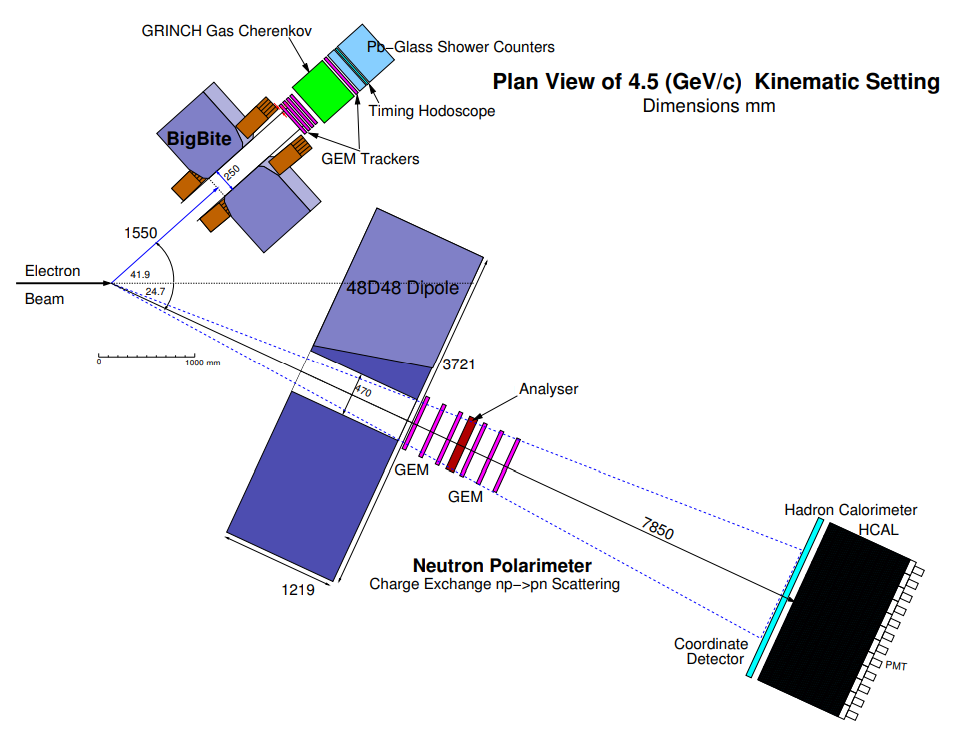 GRINCH Gas Cherenkov
Pb-Glass Shower Counters
Plan View of 4.5 (GeV/c) Kinematic Setting
Dimensions mm
Timing Hodoscope
BigBite
GEM Trackers
250
1550
Electron
Beam
41.9
24.7
48D48 Dipole
0
1000 mm
3721
470
Analyser
GEM
GEM
7850
Hadron Calorimeter
HCAL
Neutron Polarimeter
Charge Exchange np->pn Scattering
1219
Coordinate
Detector
PMT